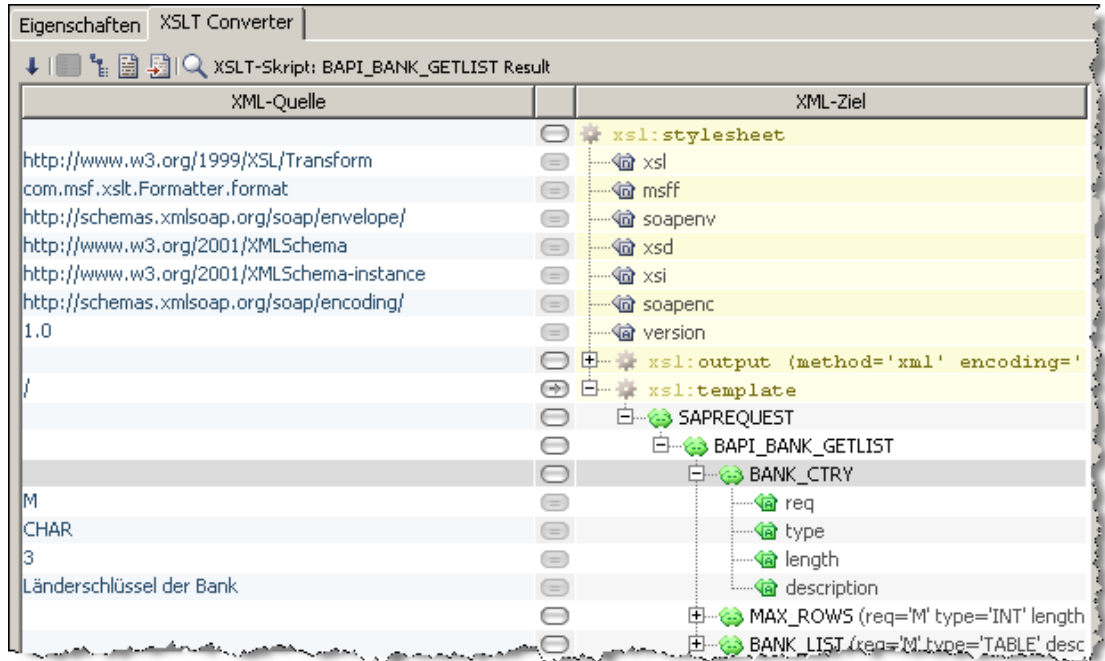 Eigenschaften XSLT Converter
XSLT-Skript: BAPI_BANK_GETLIST Result
XML-Quelle XML-Ziel
xsl:stylesheet
http://www.w3.org/1999/XSL/Transform xsl
com.msf.xslt.Formatter.format msff
http://schemas.xmlsoap.org/soap/envelope/ soapenv
http://www.w3.org/2001/XMLSchema xsd
http://www.w3.org/2001/XMLSchema-instance xsi
http://schemas.xmlsoap.org/soap/encoding/ soapenc
1.0 version
xsl:output (method='xml' encoding='
/ xsl:template
SAPREQUEST
BAPI_BANK_GETLIST
BANK_CTRY
M req
CHAR type
3 length
Länderschlüssel der Bank description
MAX_ROWS (req='M' type='INT' length
BANK_LIST (req='M' type='TABLE' desc